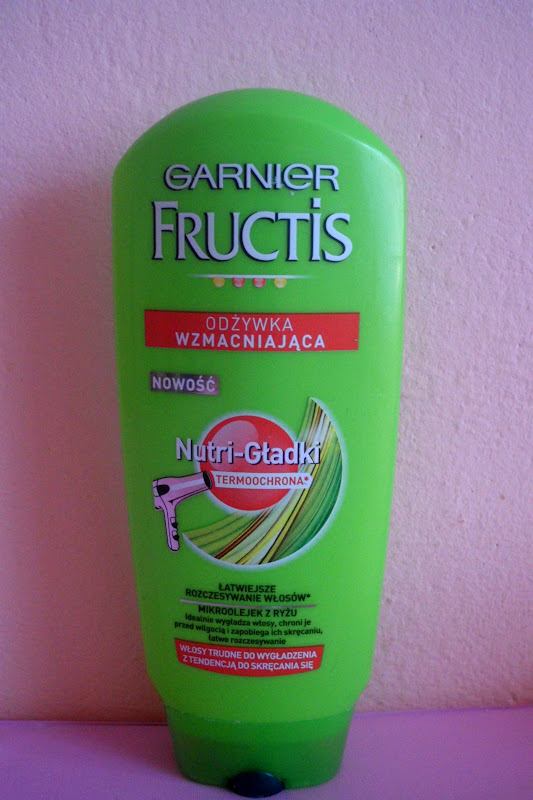 GARNIER
FRUCTIS
ODŻYWKA
WZMACNIAJĄCA
NOWOŚĆ
Nutri-Gładki
TERMOOCHRONA*
ŁATWIEJSZE
ROZCZESYWANIE WŁOSÓW*
MIKROOLEJEK Z RYŻU
Idealnie wygładza włosy, chroni je
przed wilgocią i zapobiega ich skręcaniu,
łatwe rozczesywanie
WŁOSY TRUDNE DO WYGŁADZENIA
Z TENDENCJĄ DO SKRĘCANIA SIĘ